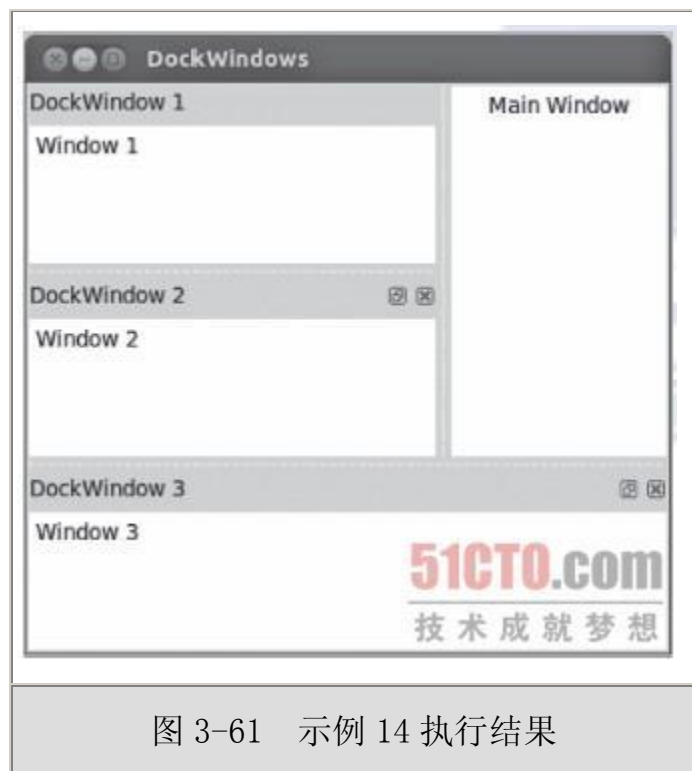 DockWindows
DockWindow 1
Window 1
Main Window
DockWindow 2
Window 2
DockWindow 3
Window 3
51CTO.com
技术成就梦想
图 3-61 示例 14 执行结果